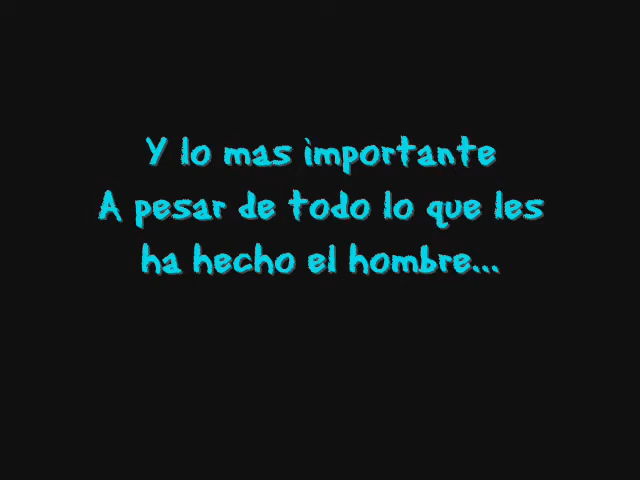 Y lo mas importante
A pesar de todo lo que les
ha hecho el hombre...